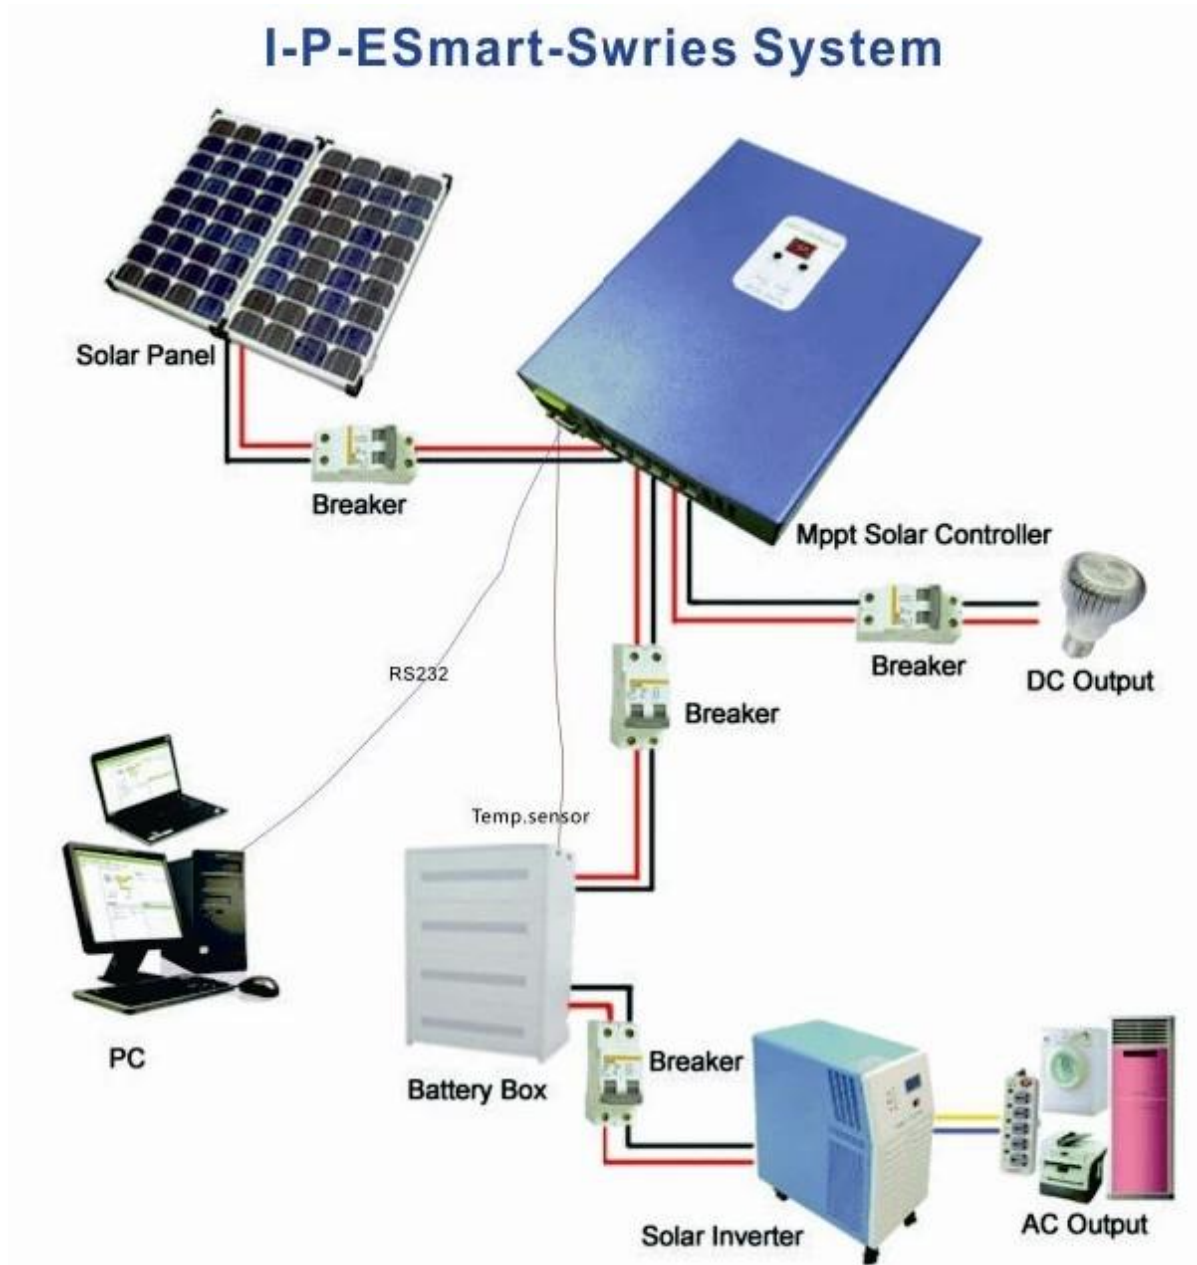 I-P-ESmart-Swries System
Solar Panel
Breaker
Mppt Solar Controller
Breaker
DC Output
RS232
Breaker
Temp.sensor
PC
Battery Box
Breaker
Solar Inverter
AC Output